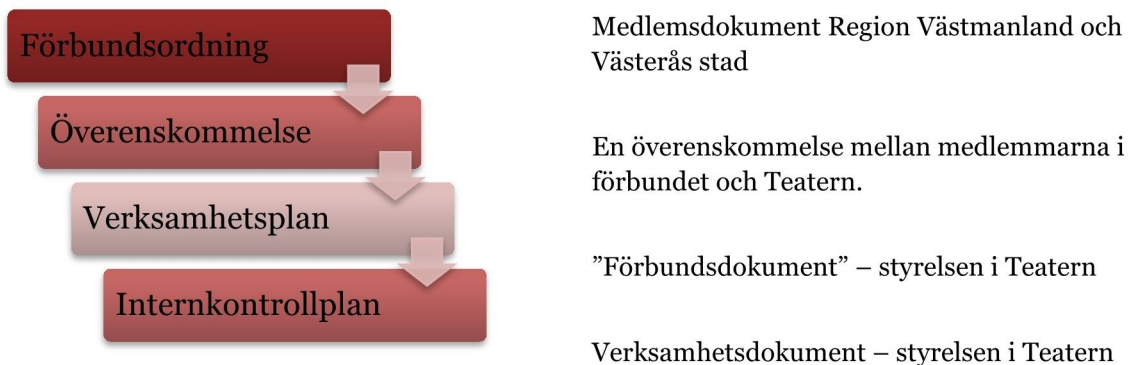 Förbundsordning
Medlemsdokument Region Västmanland och
Västerås stad
Överenskommelse
En överenskommelse mellan medlemmarna i
förbundet och Teatern.
Verksamhetsplan
”Förbundsdokument” – styrelsen i Teatern
Internkontrollplan
Verksamhetsdokument – styrelsen i Teatern